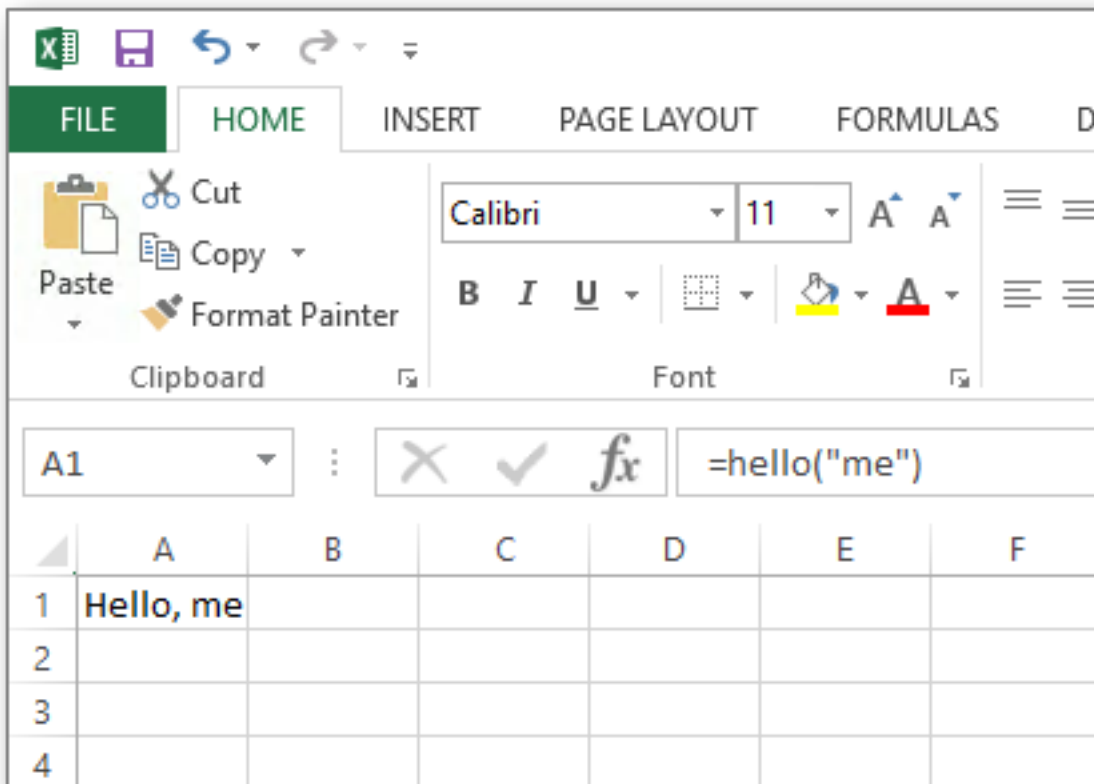 FILE HOME INSERT PAGE LAYOUT FORMULAS D
Cut
Copy
Paste
Format Painter
Calibri 11 A A
B I U A
Clipboard Font
A1 fx =hello("me")
A B C D E F
1 Hello, me
2
3
4